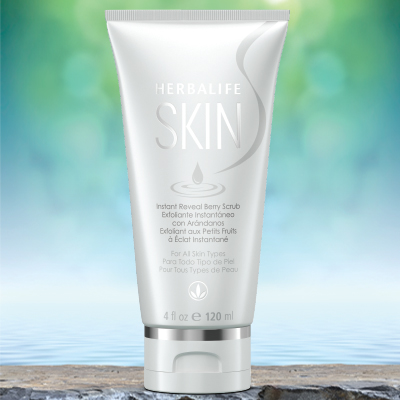 HERBALIFE
SKIN
Instant Reveal Berry Scrub
Exfoliante Instantáneo
con Arándanos
Exfoliant aux Petits Fruits
à Éclat Instantané
For All Skin Types
Para Todo Tipo de Piel
Pour Tous Types de Peau
4 fl oz e 120 ml